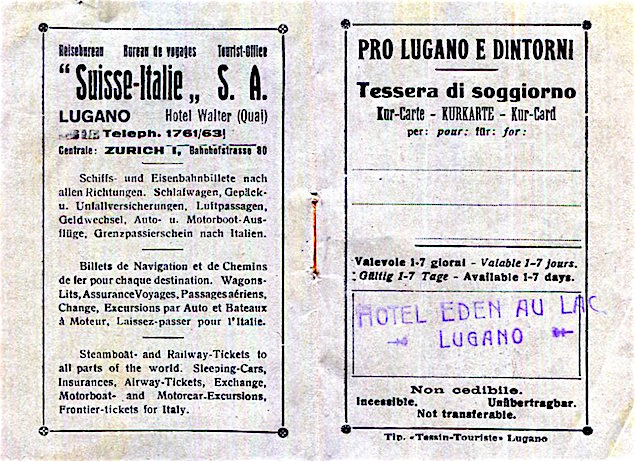 Reisebureau Bureau de voyages Tourist-Office
"Suisse-Italie„ S. A.
LUGANO Hotel Walter (Quai)
Teleph. 1761/63
Centrale: ZURICH I, Bahnhofstrasse 80
Schiffs- und Eisenbahnbillete nach
allen Richtungen. Schlafwagen, Gepäck-
u. Unfallversicherungen, Luftpassagen,
Geldwechsel, Auto- u. Motorboot-Aus-
flüge, Grenzpassierschein nach Italien.
Billets de Navigation et de Chemins
de fer pour chaque destination. Wagons-
Lits, Assurance Voyages, Passages aériens,
Change, Excursions par Auto et Bateaux
à Moteur, Laissez-passer pour l'Italie.
Steamboat- and Railway-Tickets to
all parts of the world. Sleeping-Cars,
Insurances, Airway-Tickets, Exchange,
Motorboat- and Motorcar-Excursions,
Frontier-tickets for Italy.
PRO LUGANO E DINTORNI
Tessera di soggiorno
Kur-Carte - KURKARTE - Kur-Card
per: pour: für: for:
Valevole 1-7 giorni - Valable 1-7 jours.
Gültig 1-7 Tage - Available 1-7 days.
HOTEL EDEN AU LAC.
LUGANO
Non cedibile.
Incessible. Unübertragbar.
Not transferable.
Tip. «Tessin-Touriste» Lugano